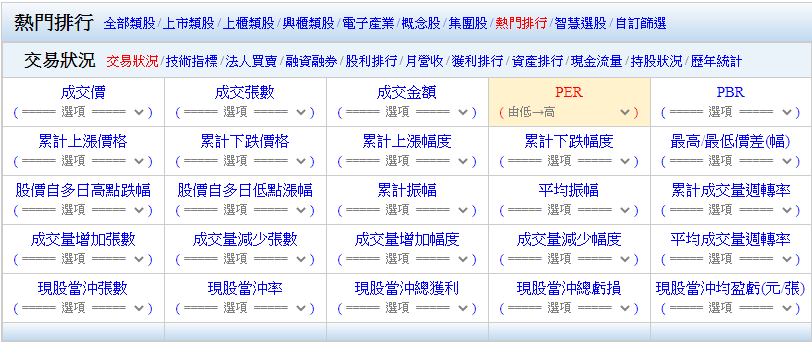 熱門排行 全部類股/上市類股/上櫃類股/興櫃類股/電子產業/概念股/集團股/熱門排行/智慧選股/自訂篩選
交易狀況 交易狀況/技術指標/法人買賣/融資融券/股利排行/月營收/獲利排行/資產排行/現金流量/持股狀況/歷年統計
成交價 成交張數 成交金額 PER PBR
( ===== 選項 ===== ) ( ===== 選項 ===== ) ( ===== 選項 ===== ) ( 由低→高 ) ( ===== 選項 ===== )
累計上漲價格 累計下跌價格 累計上漲幅度 累計下跌幅度 最高/最低價差(幅)
( ===== 選項 ===== ) ( ===== 選項 ===== ) ( ===== 選項 ===== ) ( ===== 選項 ===== ) ( ===== 選項 ===== )
股價自多日高點跌幅 股價自多日低點漲幅 累計振幅 平均振幅 累計成交量週轉率
( ===== 選項 ===== ) ( ===== 選項 ===== ) ( ===== 選項 ===== ) ( ===== 選項 ===== ) ( ===== 選項 ===== )
成交量增加張數 成交量減少張數 成交量增加幅度 成交量減少幅度 平均成交量週轉率
( ===== 選項 ===== ) ( ===== 選項 ===== ) ( ===== 選項 ===== ) ( ===== 選項 ===== ) ( ===== 選項 ===== )
現股當沖張數 現股當沖率 現股當沖總獲利 現股當沖總虧損 現股當沖均盈虧(元/張)
( ===== 選項 ===== ) ( ===== 選項 ===== ) ( ===== 選項 ===== ) ( ===== 選項 ===== ) ( ===== 選項 ===== )